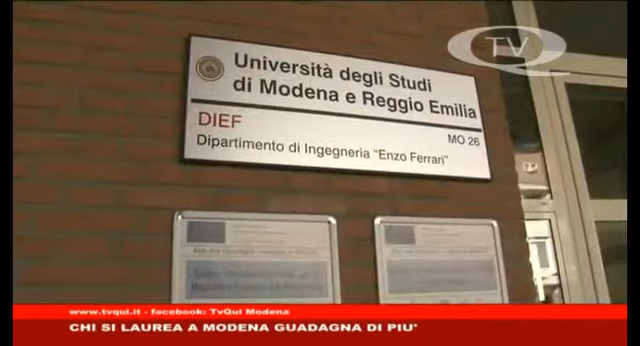 TV
Università degli Studi
di Modena e Reggio Emilia
DIEF
MO 26
Dipartimento di Ingegneria "Enzo Ferrari"
www.tvqui.it - facebook: TvQui Modena
CHI SI LAUREA A MODENA GUADAGNA DI PIU'